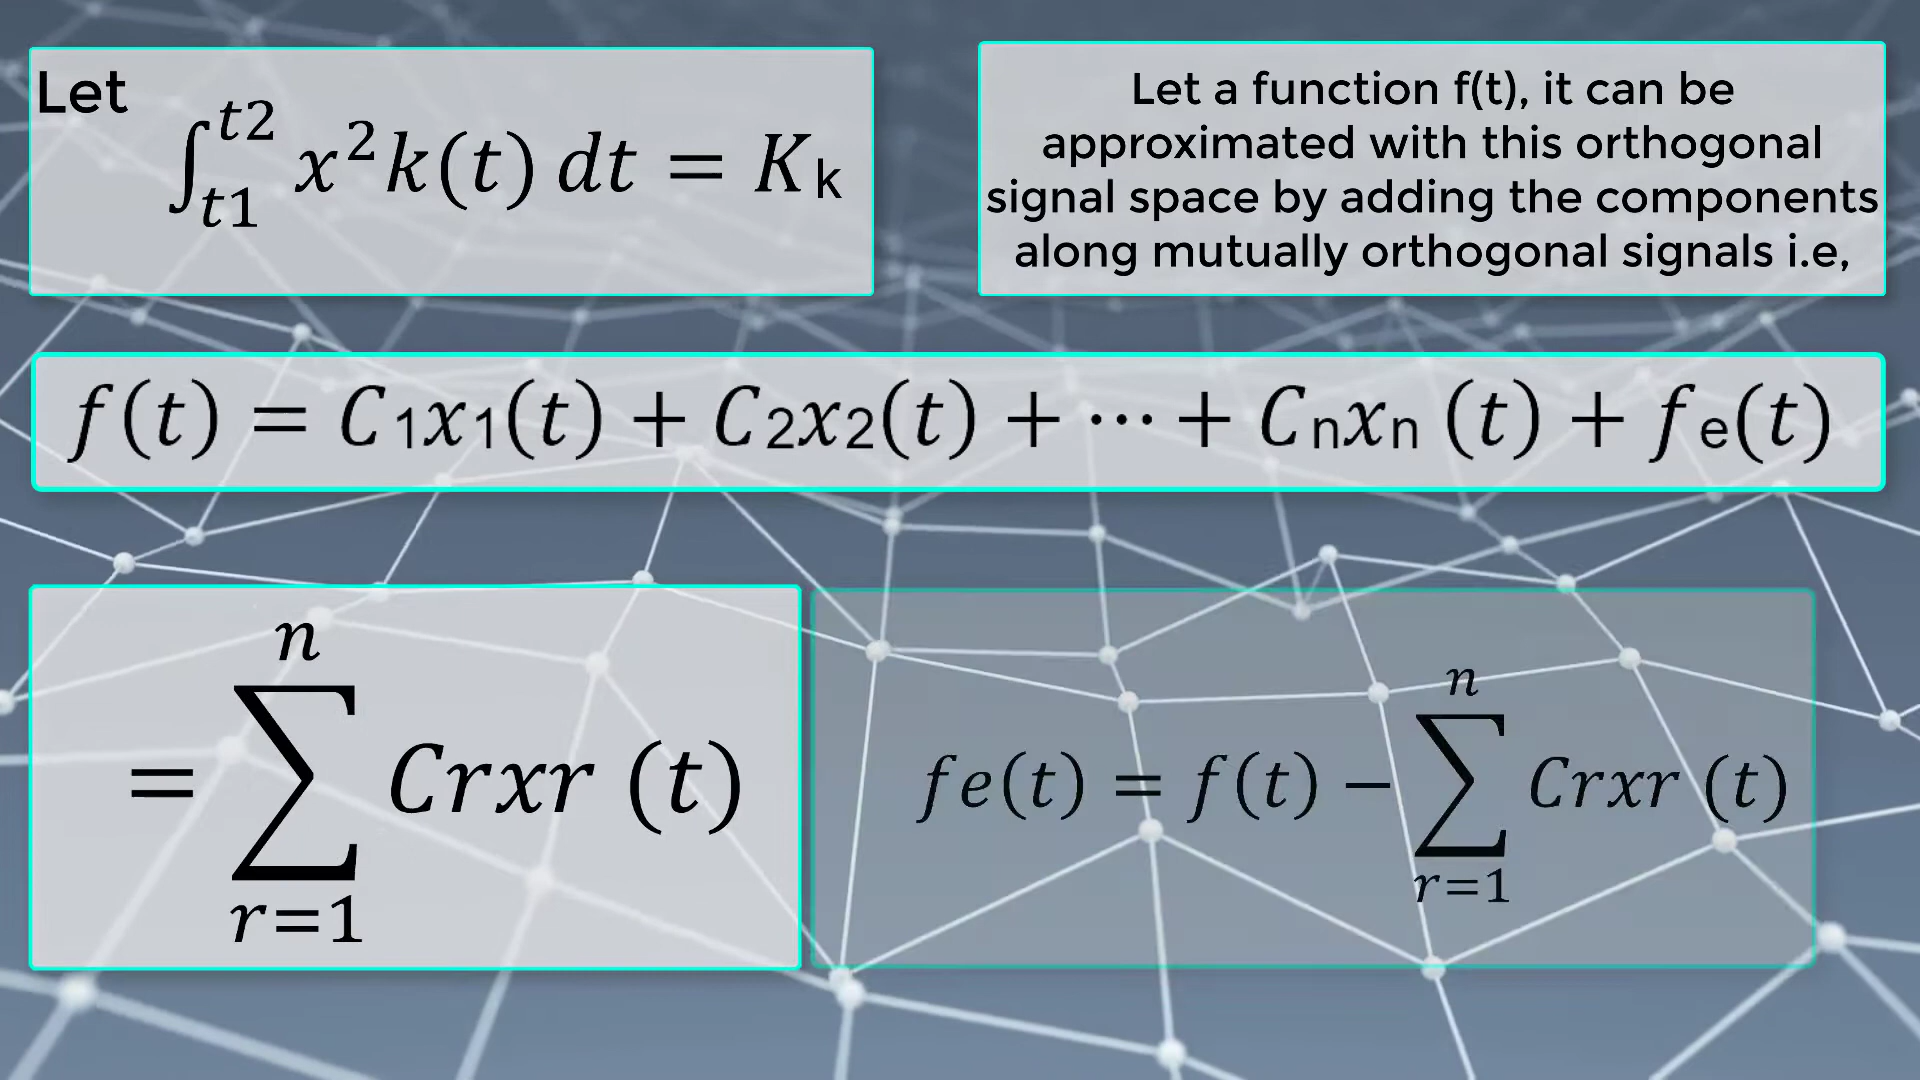 Let
∫_{t1}^{t2} x²k(t) dt = Kₖ
Let a function f(t), it can be
approximated with this orthogonal
signal space by adding the components
along mutually orthogonal signals i.e,
f(t) = C₁x₁(t) + C₂x₂(t) + ⋯ + Cₙxₙ (t) + fₑ(t)
n
= ∑ Crxr (t)
r=1
n
fe(t) = f(t) − ∑ Crxr (t)
r=1